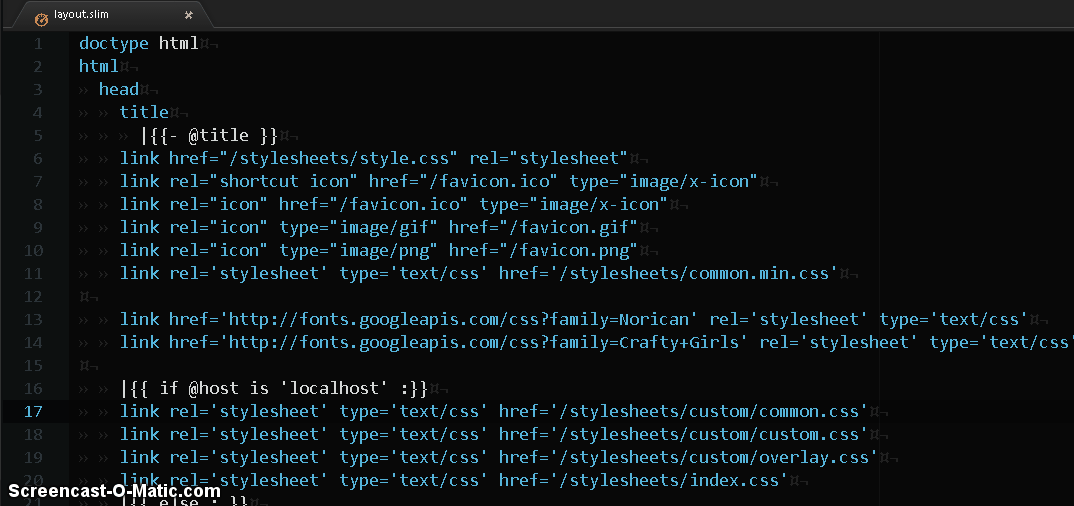 layout.slim
1 doctype html
2 html
3 head
4 title
5 |{{- @title }}
6 link href="/stylesheets/style.css" rel="stylesheet"
7 link rel="shortcut icon" href="/favicon.ico" type="image/x-icon"
8 link rel="icon" href="/favicon.ico" type="image/x-icon"
9 link rel="icon" type="image/gif" href="/favicon.gif"
10 link rel="icon" type="image/png" href="/favicon.png"
11 link rel='stylesheet' type='text/css' href='/stylesheets/common.min.css'
12
13 link href='http://fonts.googleapis.com/css?family=Norican' rel='stylesheet' type='text/css'
14 link href='http://fonts.googleapis.com/css?family=Crafty+Girls' rel='stylesheet' type='text/css'
15
16 |{{ if @host is 'localhost' :}}
17 link rel='stylesheet' type='text/css' href='/stylesheets/custom/common.css'
18 link rel='stylesheet' type='text/css' href='/stylesheets/custom/custom.css'
19 link rel='stylesheet' type='text/css' href='/stylesheets/custom/overlay.css'
20 link rel='stylesheet' type='text/css' href='/stylesheets/index.css'
Screencast-O-Matic.com
21 |{{ else : }}